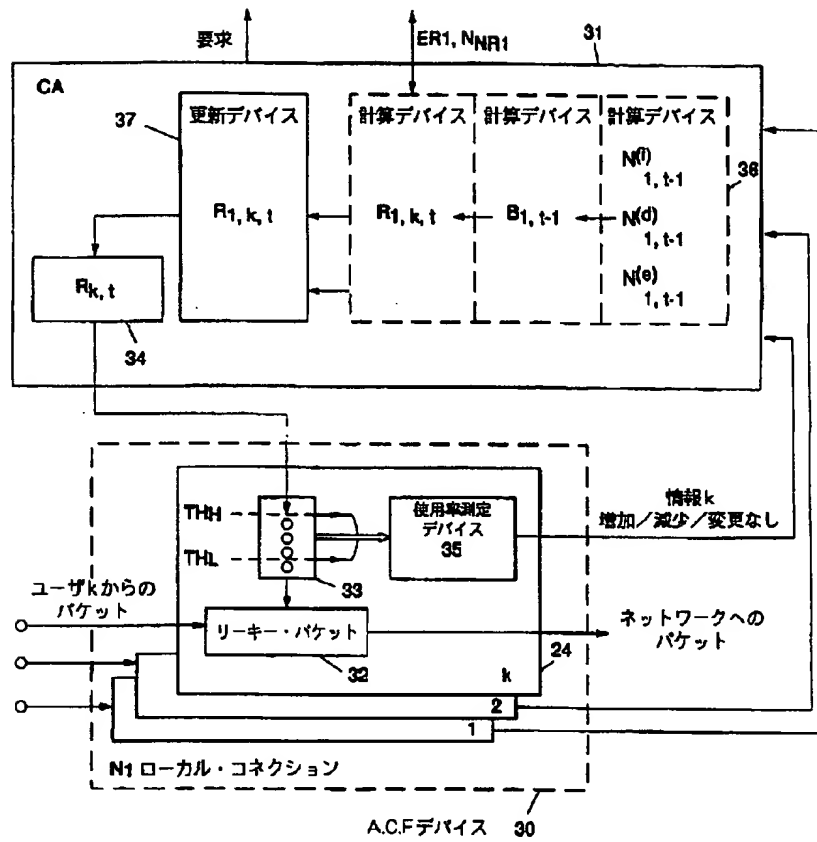 要求
ER1, N_NR1
31
CA
37
更新デバイス
計算デバイス
計算デバイス
計算デバイス
36
N(i) 1, t-1
R1, k, t
R1, k, t
B1, t-1
N(d) 1, t-1
N(e) 1, t-1
Rk, t
34
THH
THL
33
使用率測定
デバイス
35
情報k
増加/減少/変更なし
ユーザkからの
パケット
リーキー・バケット
32
ネットワークへの
パケット
24
k
2
1
N1 ローカル・コネクション
A.C.Fデバイス 30